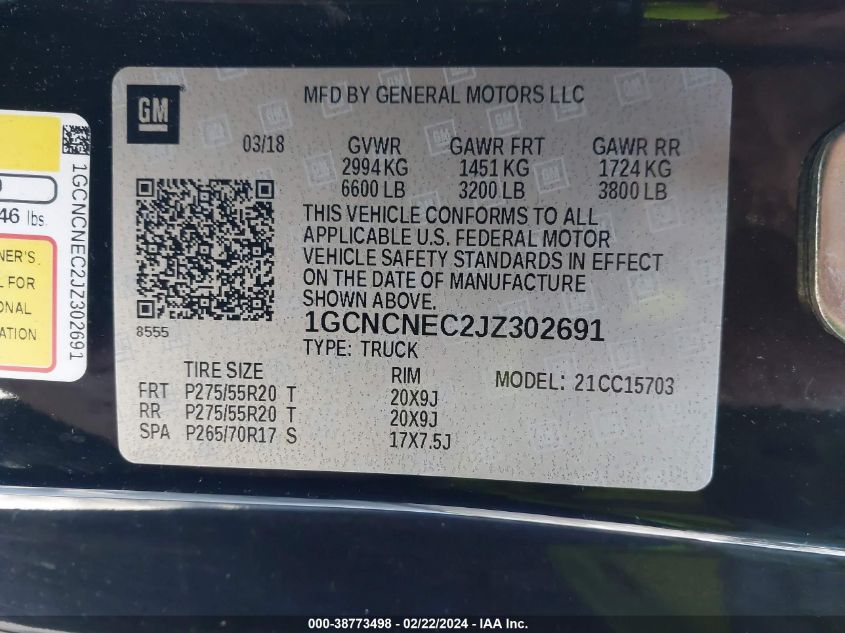 GM
MFD BY GENERAL MOTORS LLC
03/18 GVWR GAWR FRT GAWR RR
2994 KG 1451 KG 1724 KG
6600 LB 3200 LB 3800 LB
THIS VEHICLE CONFORMS TO ALL
APPLICABLE U.S. FEDERAL MOTOR
VEHICLE SAFETY STANDARDS IN EFFECT
ON THE DATE OF MANUFACTURE
SHOWN ABOVE.
8555
1GCNCNEC2JZ302691
TYPE: TRUCK
TIRE SIZE RIM MODEL: 21CC15703
FRT P275/55R20 T 20X9J
RR P275/55R20 T 20X9J
SPA P265/70R17 S 17X7.5J
46 lbs.
NER'S
L FOR
ONAL
ATION
1GCNCNEC2JZ302691
000-38773498 - 02/22/2024 - IAA Inc.